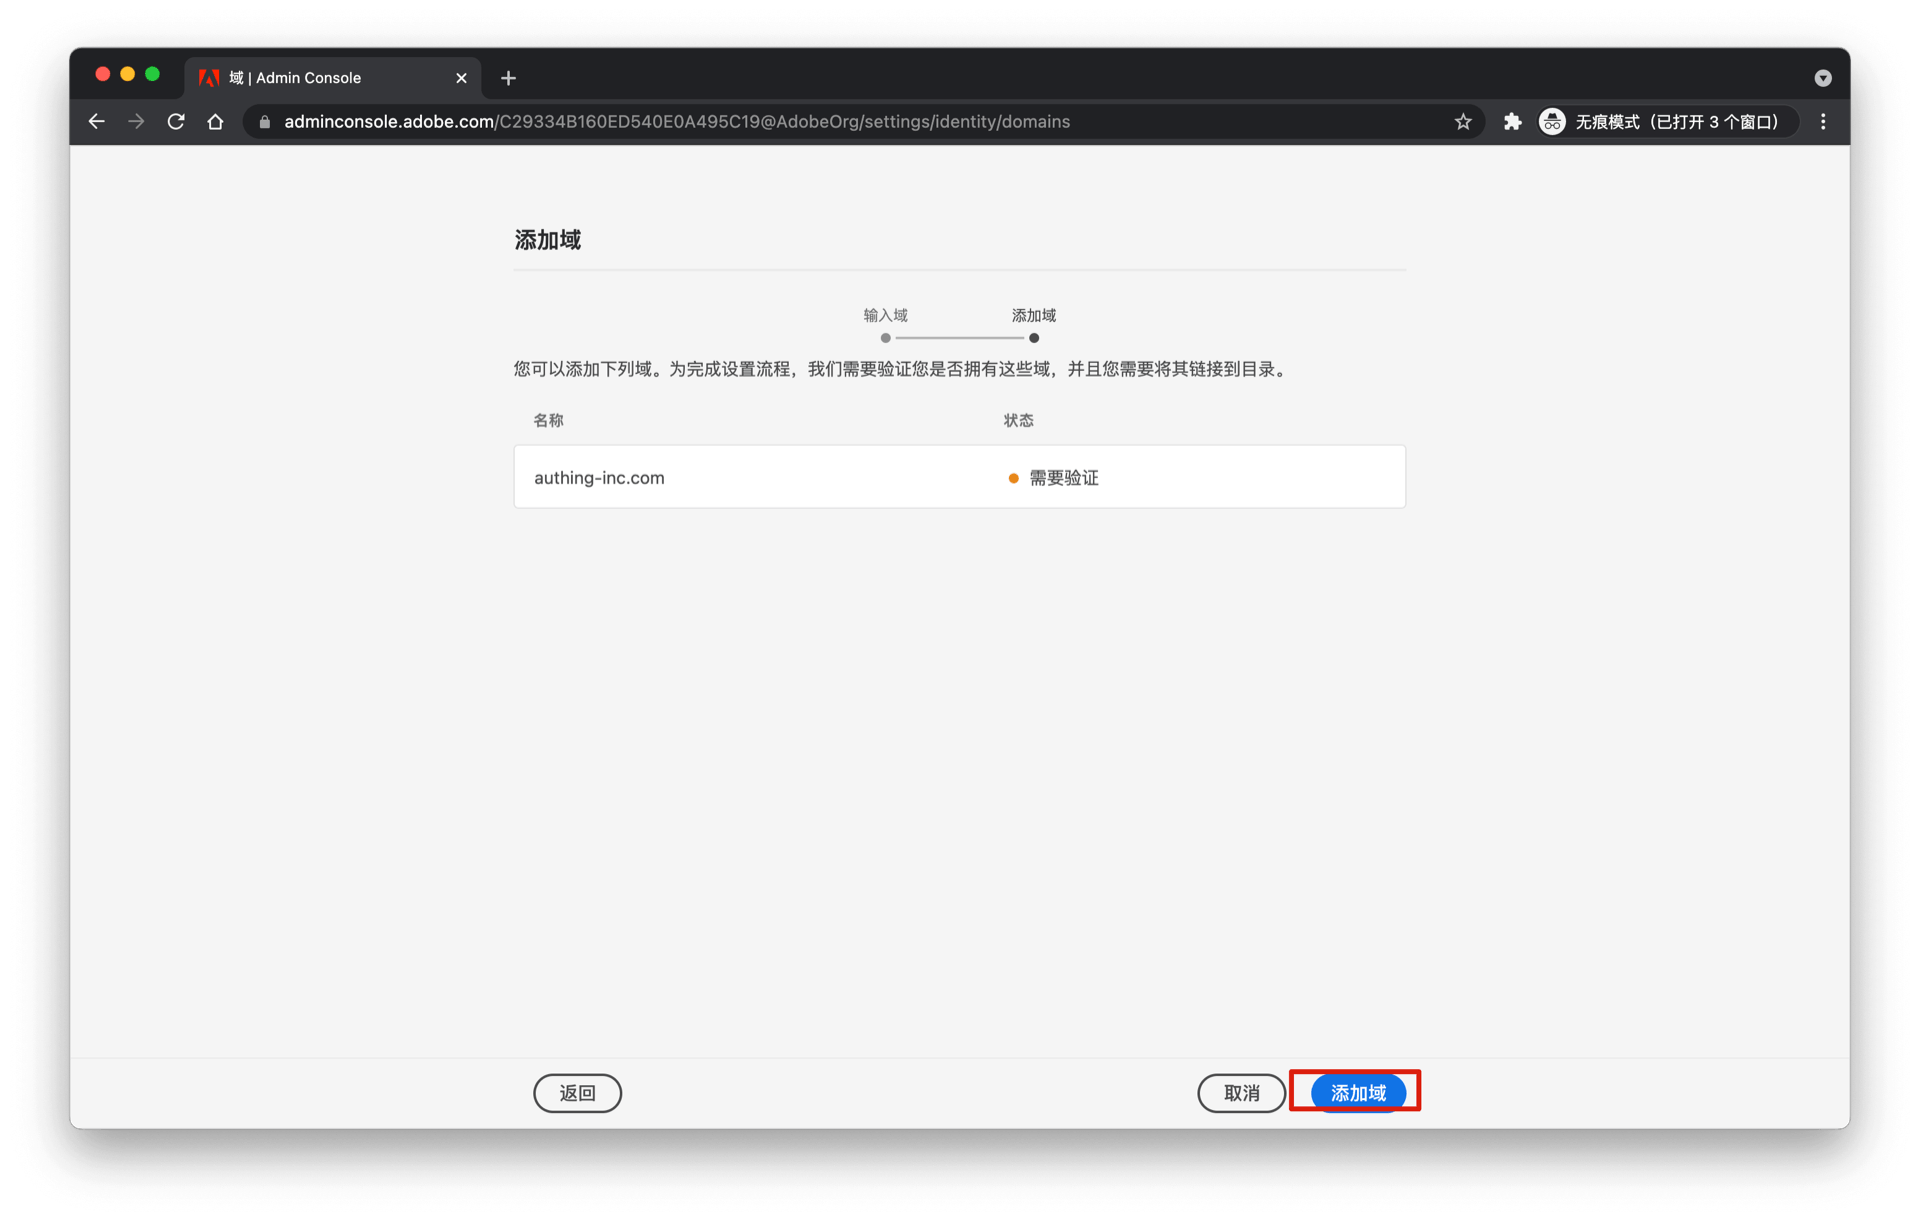 域 | Admin Console
adminconsole.adobe.com/C29334B160ED540E0A495C19@AdobeOrg/settings/identity/domains
无痕模式（已打开 3 个窗口）
添加域
输入域 添加域
您可以添加下列域。为完成设置流程，我们需要验证您是否拥有这些域，并且您需要将其链接到目录。
名称 状态
authing-inc.com 需要验证
返回 取消 添加域